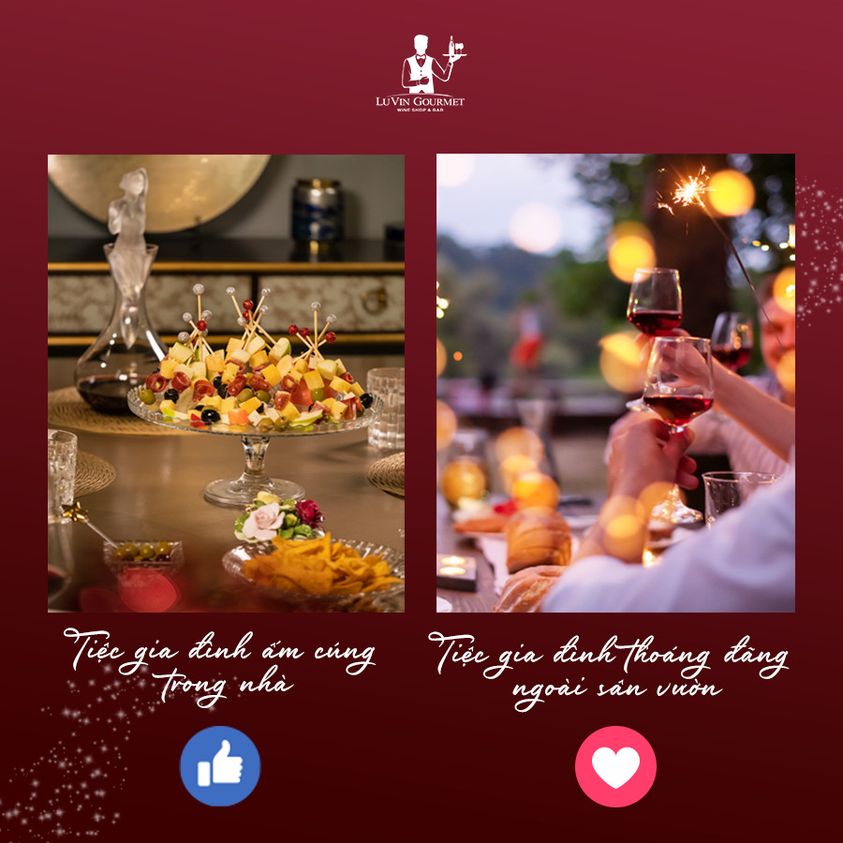 LUVIN GOURMET
WINE SHOP & BAR
Tiệc gia đình ấm cúng
trong nhà
Tiệc gia đình thoáng đãng
ngoài sân vườn